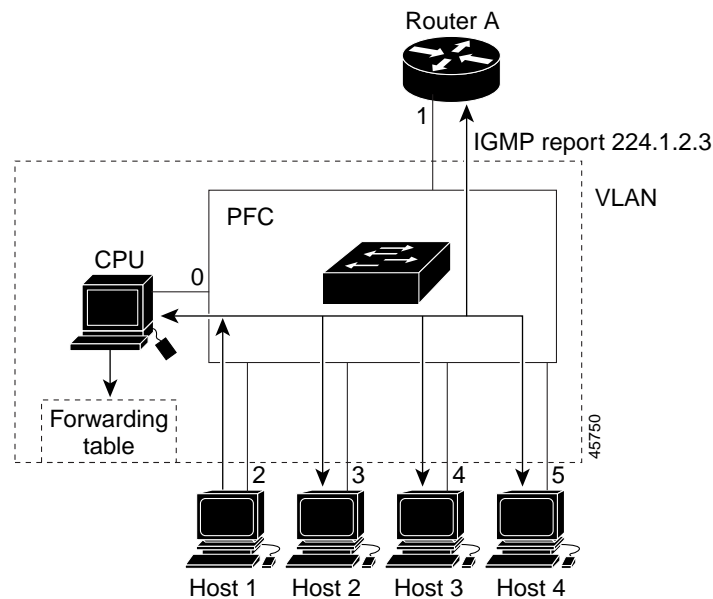 Router A
1
IGMP report 224.1.2.3
VLAN
PFC
CPU
0
Forwarding
table
45750
2
3
4
5
Host 1
Host 2
Host 3
Host 4